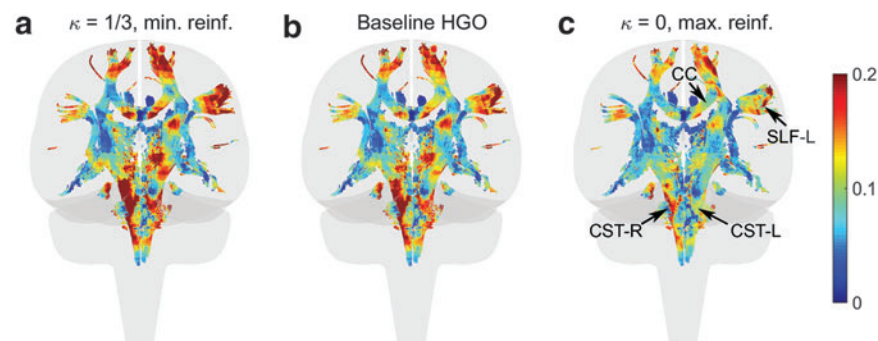 a κ = 1/3, min. reinf.
b Baseline HGO
c κ = 0, max. reinf.
CC
SLF-L
CST-R
CST-L
0.2
0.1
0